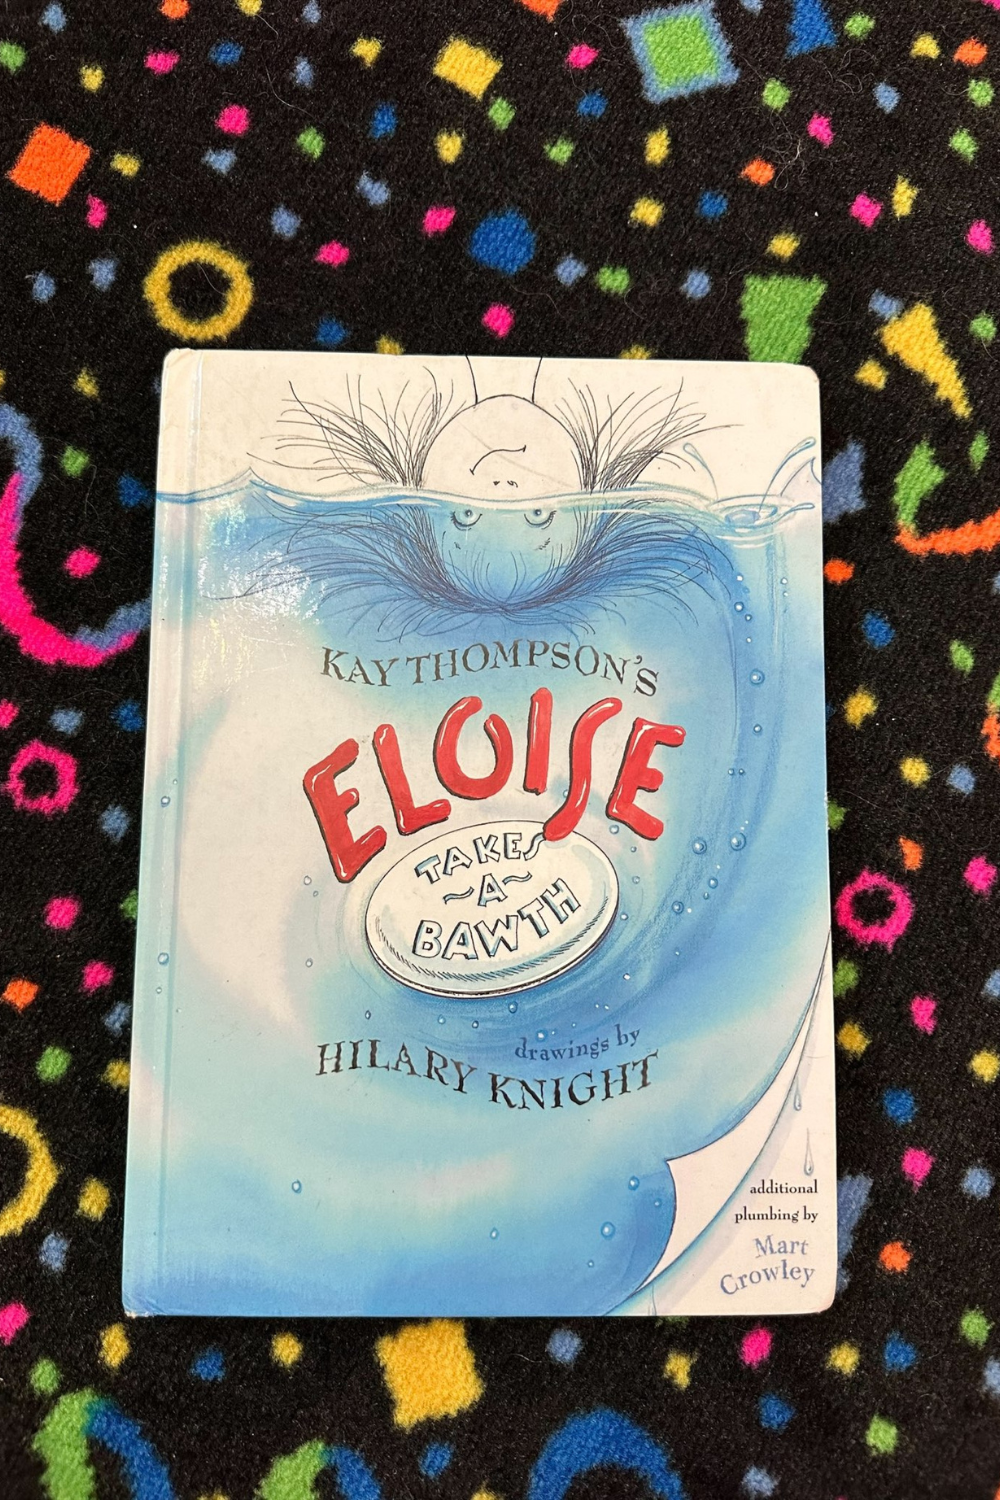 KAY THOMPSON'S
ELOISE
TAKES
~A~
BAWTH
drawings by
HILARY KNIGHT
additional
plumbing by
Mart
Crowley